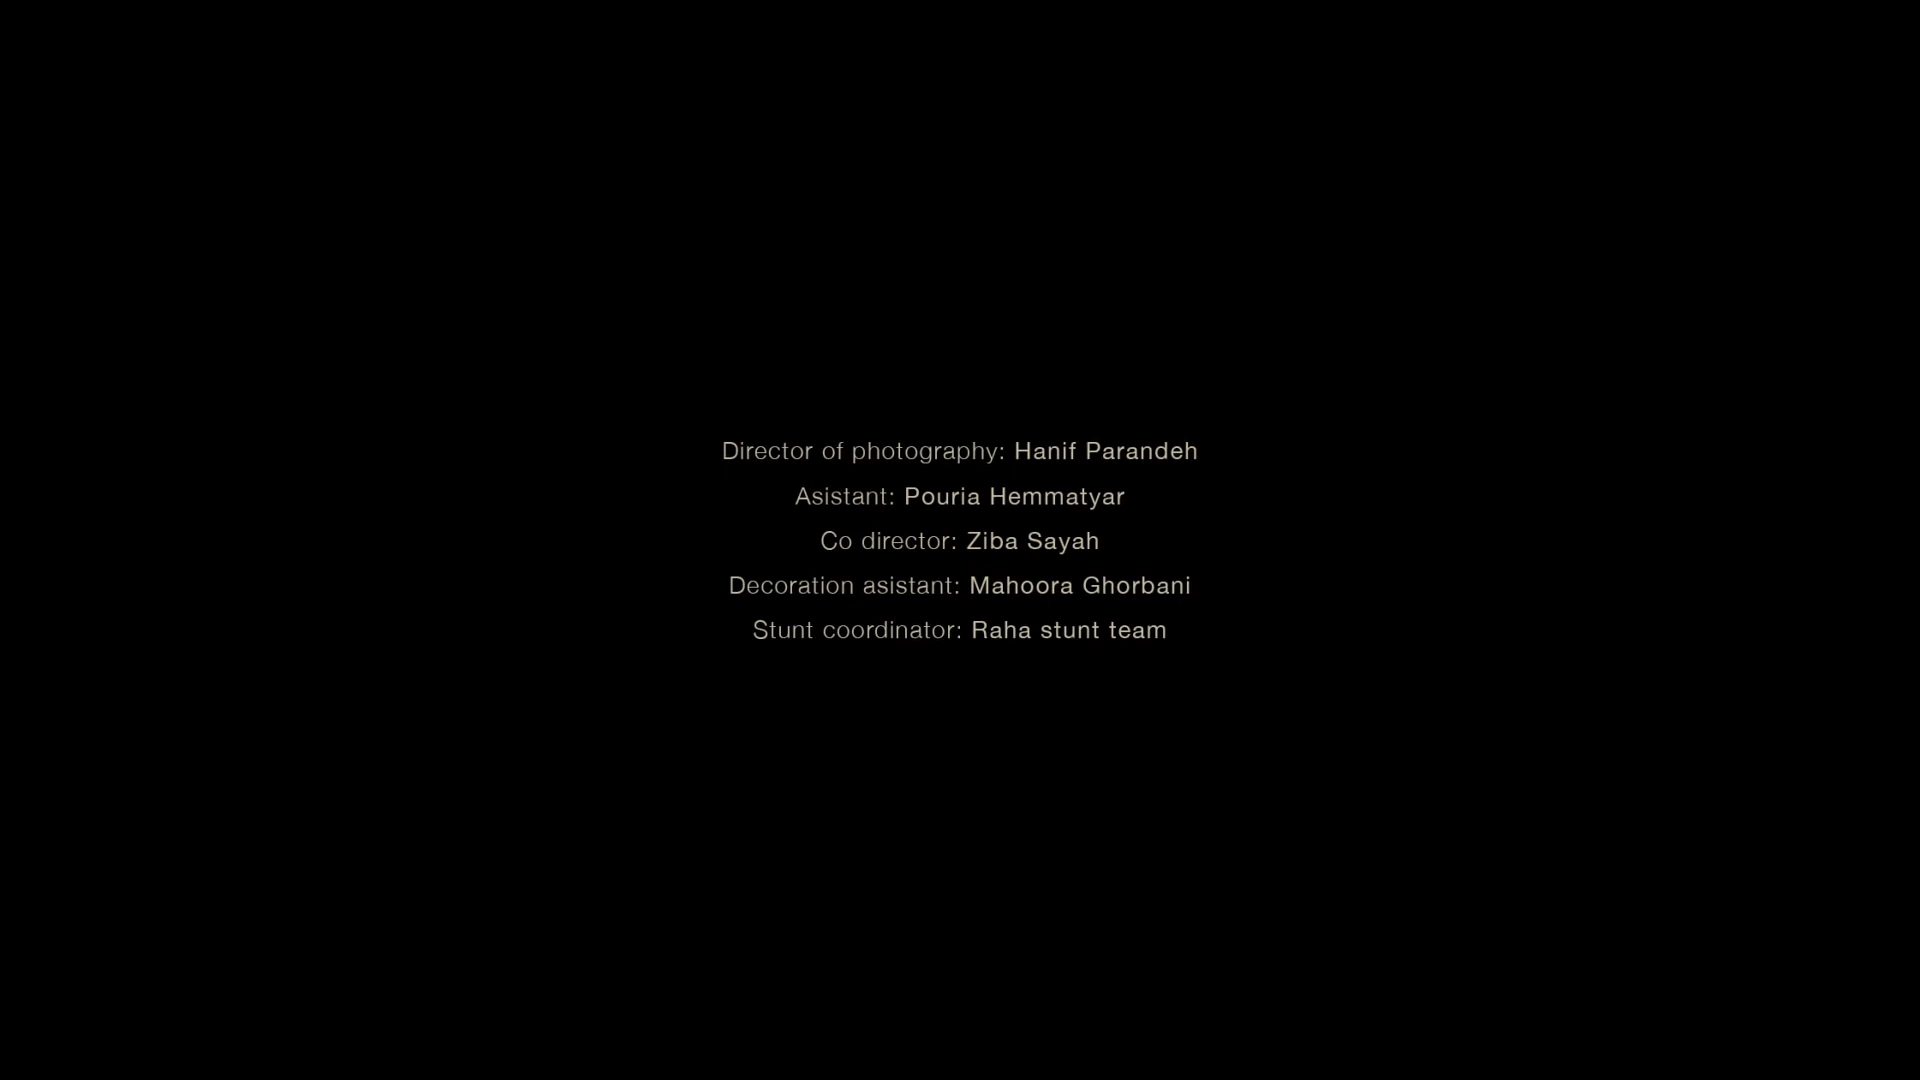 Director of photography: Hanif Parandeh
Asistant: Pouria Hemmatyar
Co director: Ziba Sayah
Decoration asistant: Mahoora Ghorbani
Stunt coordinator: Raha stunt team